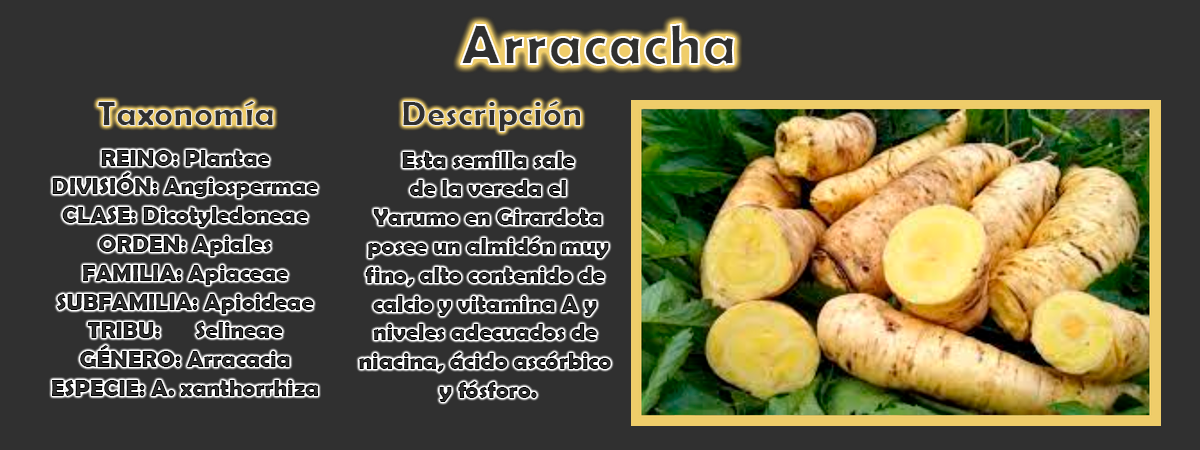 Arracacha
Taxonomía
REINO: Plantae
DIVISIÓN: Angiospermae
CLASE: Dicotyledoneae
ORDEN: Apiales
FAMILIA: Apiaceae
SUBFAMILIA: Apioideae
TRIBU: Selineae
GÉNERO: Arracacia
ESPECIE: A. xanthorrhiza
Descripción
Esta semilla sale
de la vereda el
Yarumo en Girardota
posee un almidón muy
fino, alto contenido de
calcio y vitamina A y
niveles adecuados de
niacina, ácido ascórbico
y fósforo.